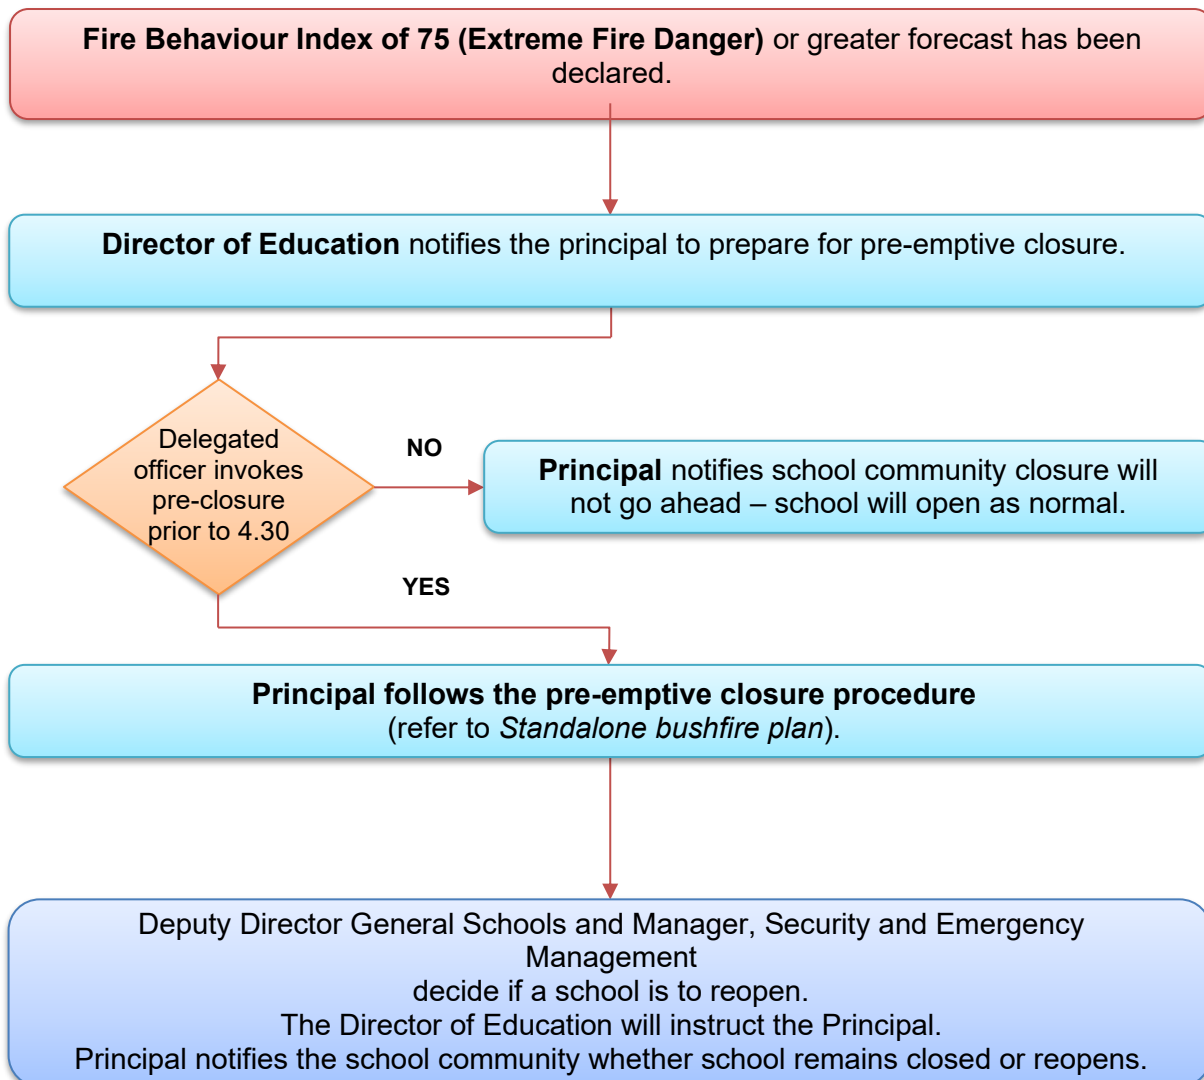 Fire Behaviour Index of 75 (Extreme Fire Danger) or greater forecast has been
declared.
Director of Education notifies the principal to prepare for pre-emptive closure.
Delegated
officer invokes
pre-closure
prior to 4.30
NO
Principal notifies school community closure will
not go ahead – school will open as normal.
YES
Principal follows the pre-emptive closure procedure
(refer to Standalone bushfire plan).
Deputy Director General Schools and Manager, Security and Emergency
Management
decide if a school is to reopen.
The Director of Education will instruct the Principal.
Principal notifies the school community whether school remains closed or reopens.